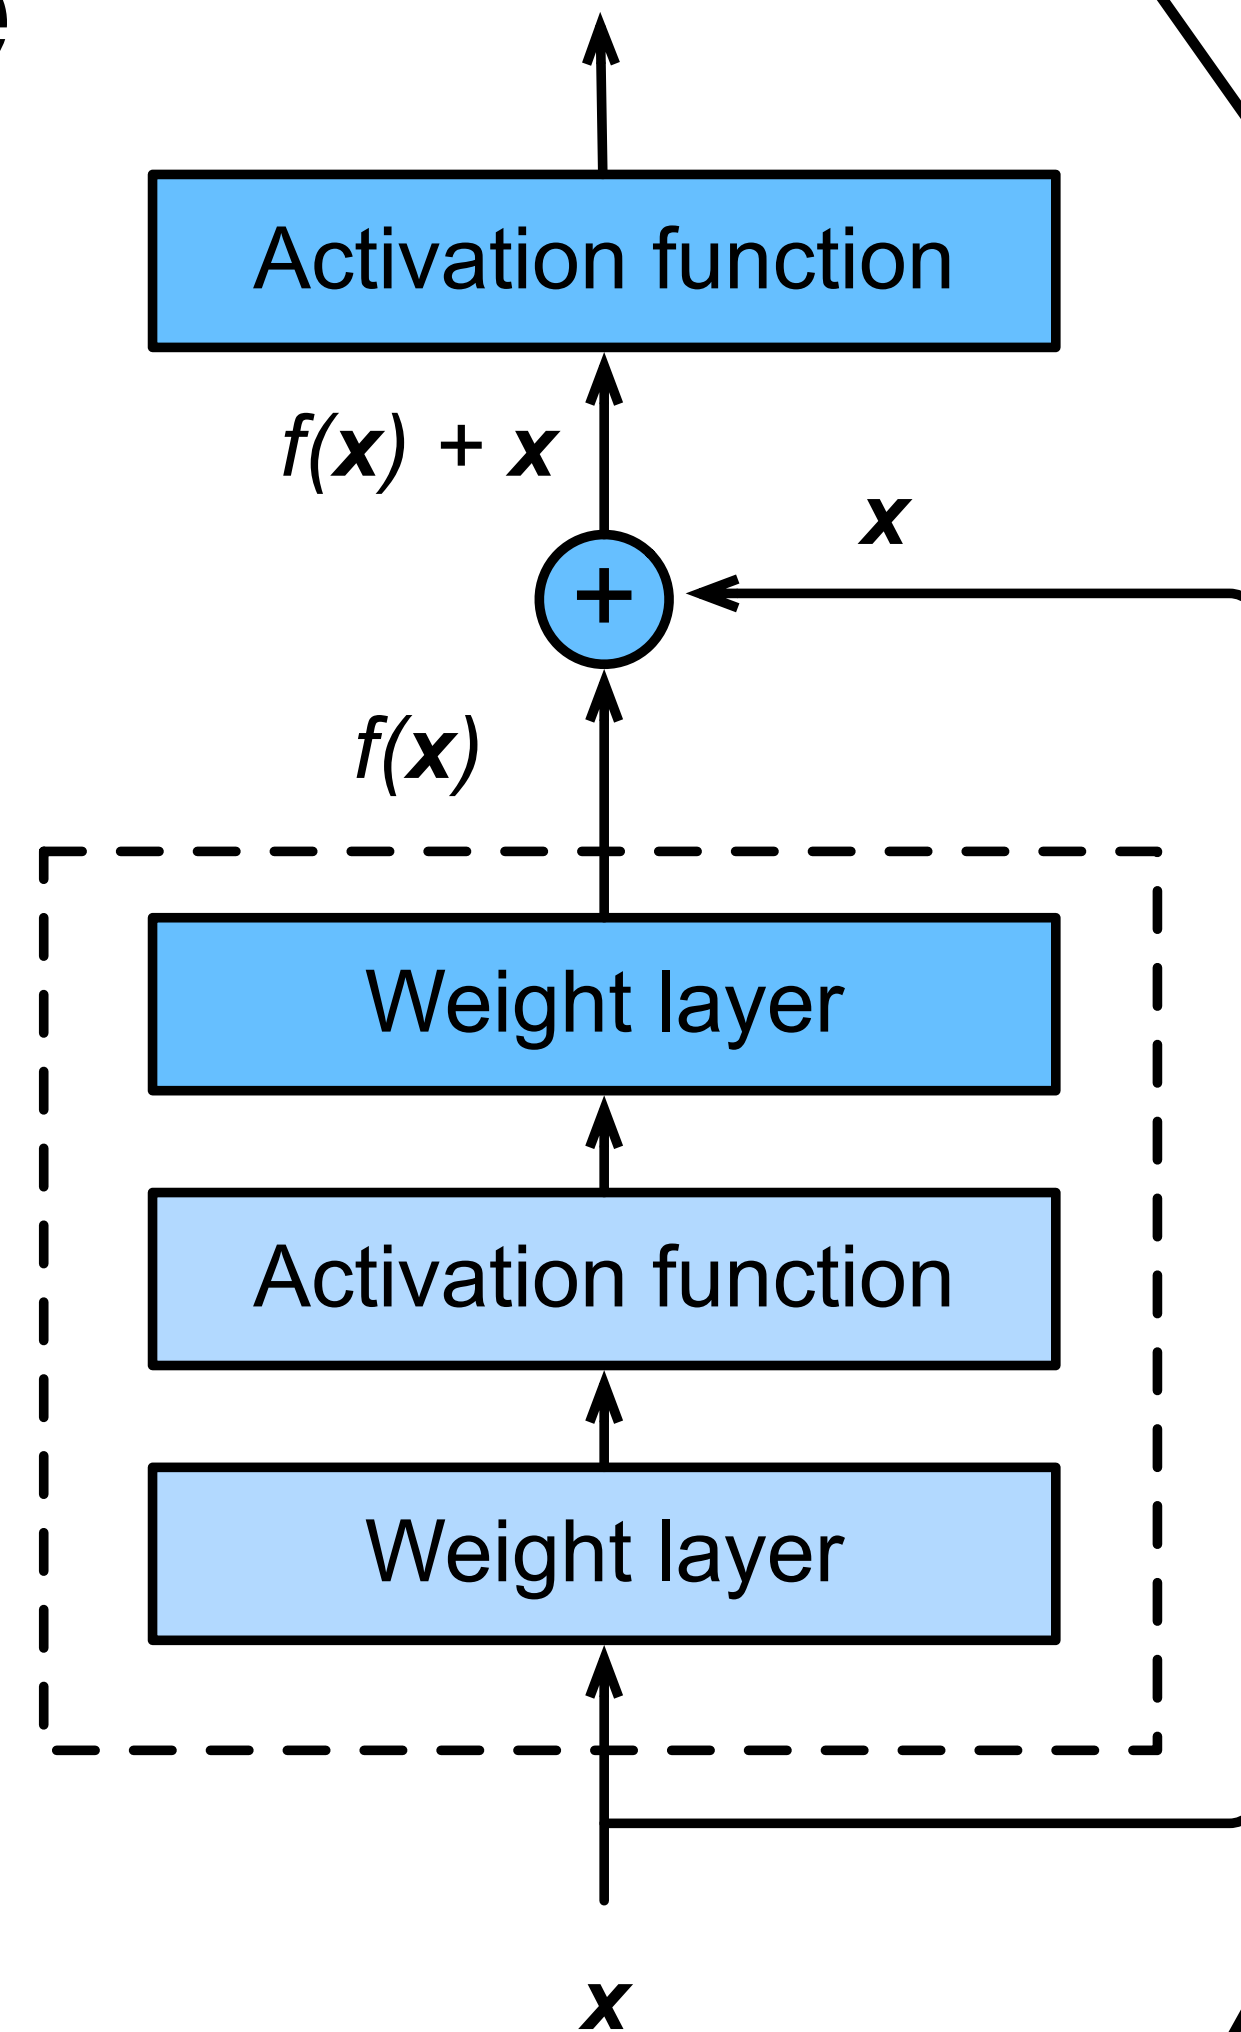 e
Activation function
f(x) + x
x
+
f(x)
Weight layer
Activation function
Weight layer
x